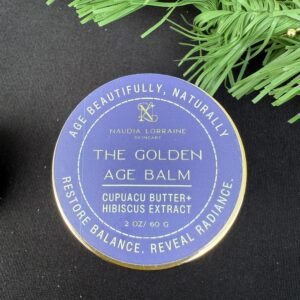 AGE BEAUTIFULLY, NATURALLY
NAUDIA LORRAINE
SKINCARE
THE GOLDEN
AGE BALM
CUPUACU BUTTER+
HIBISCUS EXTRACT
2 OZ/ 60 G
RESTORE BALANCE. REVEAL RADIANCE.